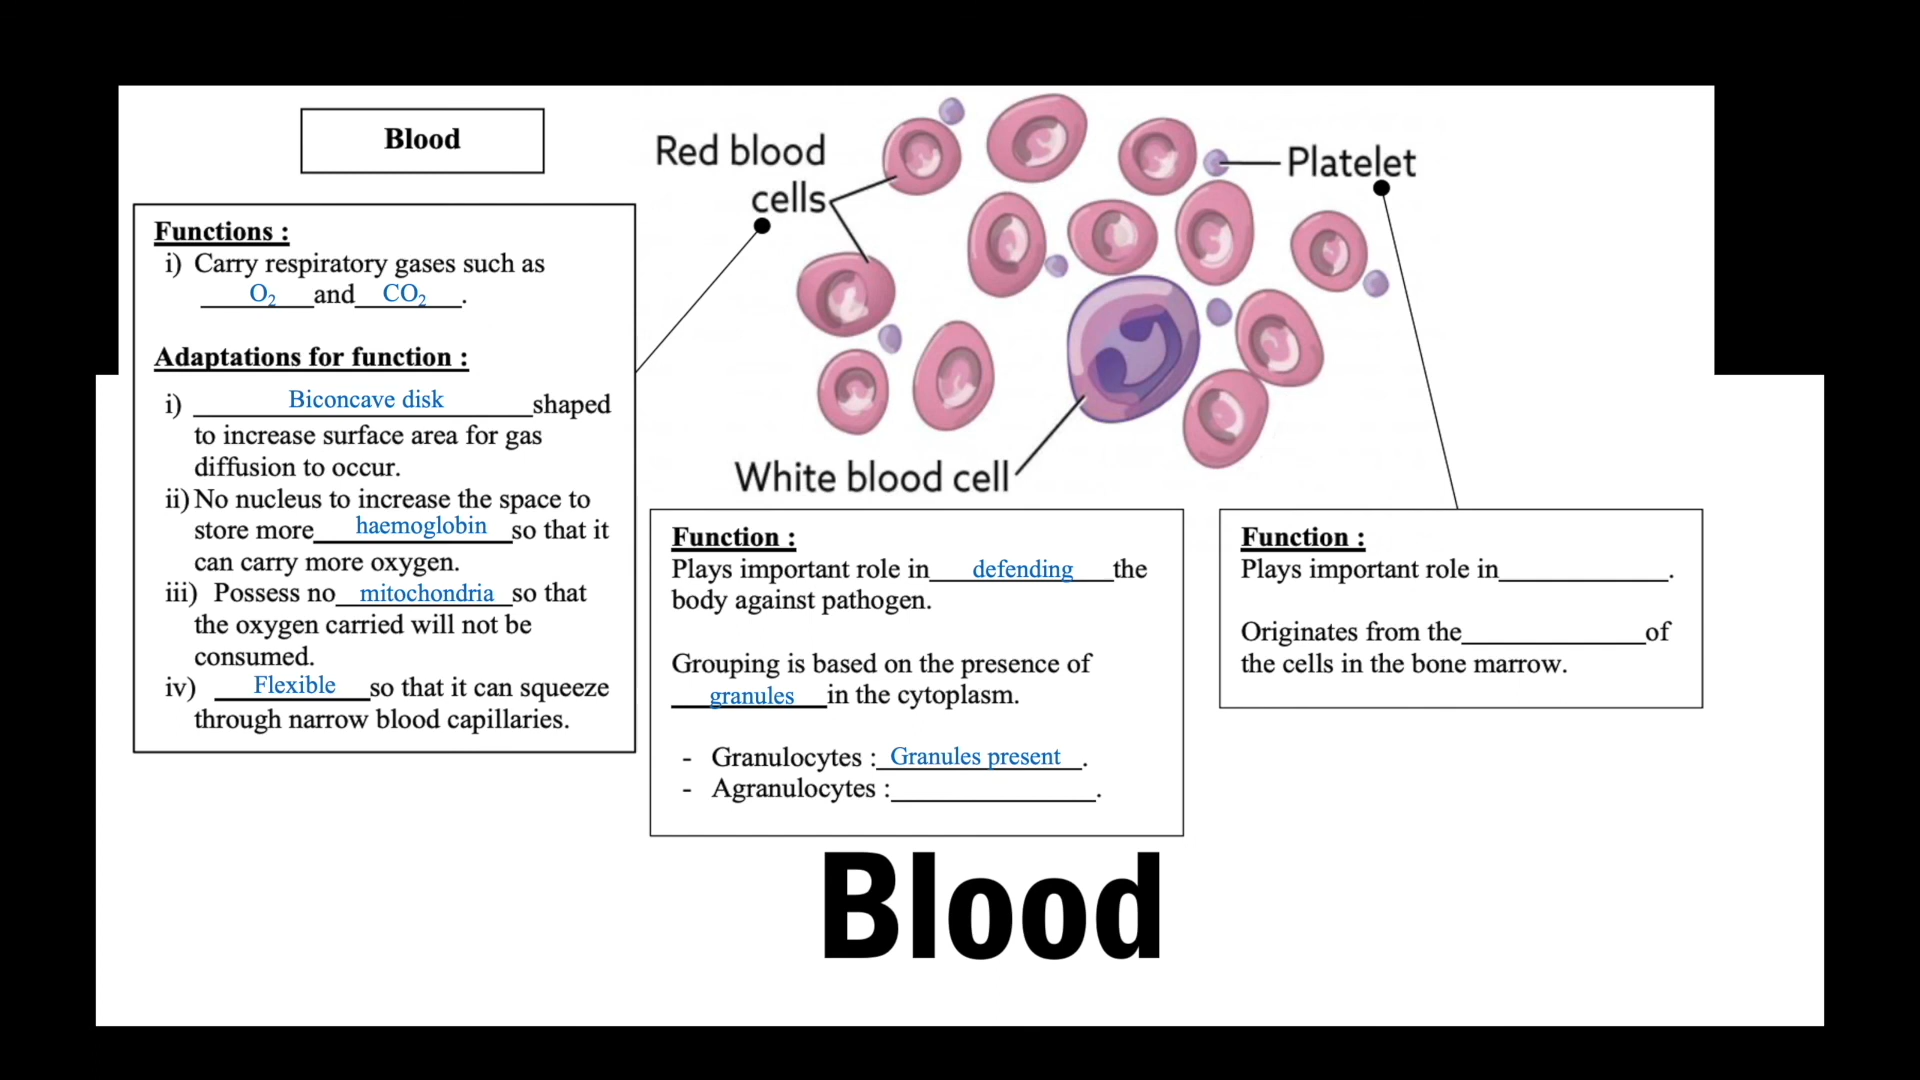 Blood
Red blood
cells
Platelet
White blood cell
Functions :
i) Carry respiratory gases such as
O₂ and CO₂.
Adaptations for function :
i) Biconcave disk shaped
to increase surface area for gas
diffusion to occur.
ii) No nucleus to increase the space to
store more haemoglobin so that it
can carry more oxygen.
iii) Possess no mitochondria so that
the oxygen carried will not be
consumed.
iv) Flexible so that it can squeeze
through narrow blood capillaries.
Function :
Plays important role in defending the
body against pathogen.
Grouping is based on the presence of
granules in the cytoplasm.
- Granulocytes : Granules present.
- Agranulocytes :____________.
Function :
Plays important role in____________.
Originates from the____________of
the cells in the bone marrow.
Blood